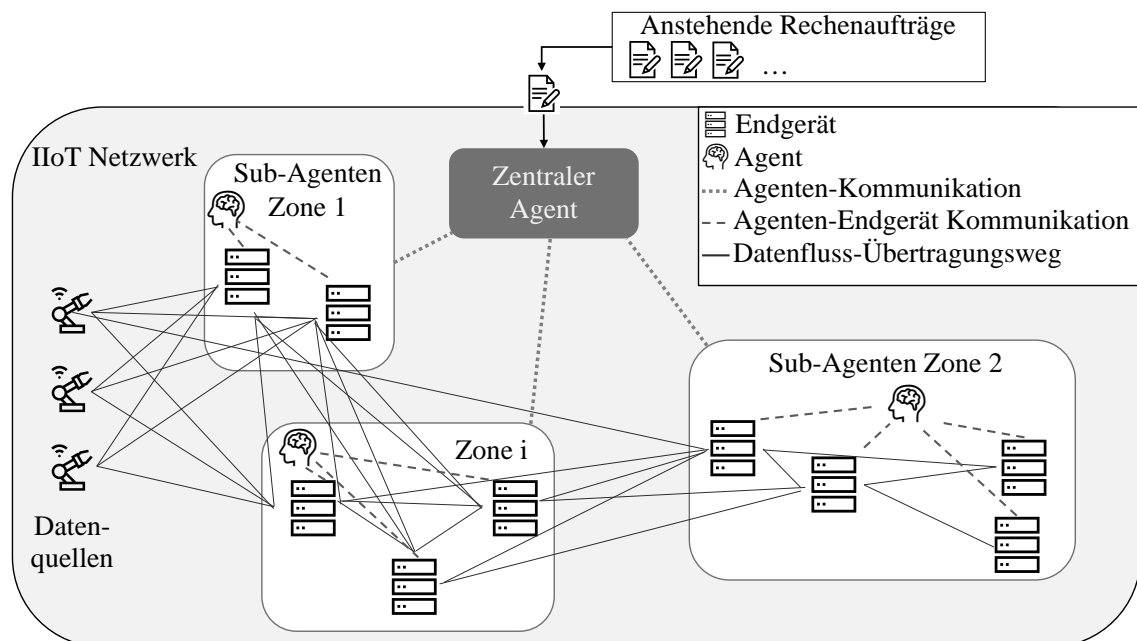 Anstehende Rechenaufträge
…
IIoT Netzwerk
Sub-Agenten
Zone 1
Zentraler
Agent
Endgerät
Agent
Agenten-Kommunikation
Agenten-Endgerät Kommunikation
Datenfluss-Übertragungsweg
Sub-Agenten Zone 2
Zone i
Daten-
quellen